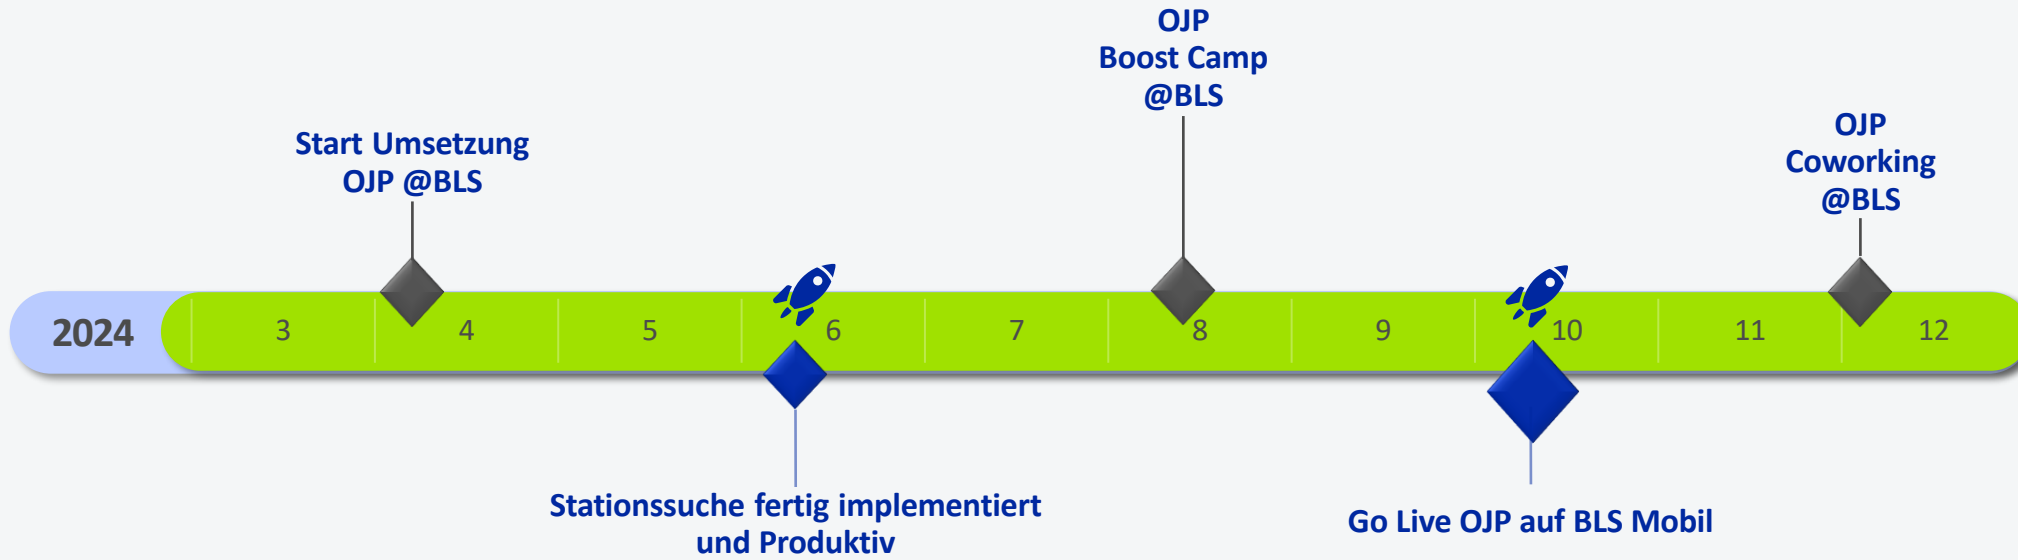 OJP
Boost Camp
@BLS
Start Umsetzung
OJP @BLS
OJP
Coworking
@BLS
2024 3 4 5 6 7 8 9 10 11 12
Stationssuche fertig implementiert
und Produktiv
Go Live OJP auf BLS Mobil